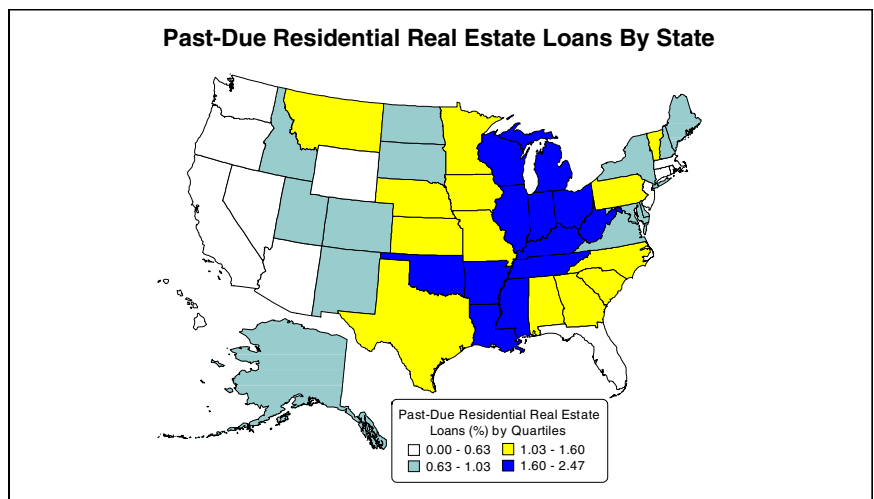 Past-Due Residential Real Estate Loans By State
Past-Due Residential Real Estate
Loans (%) by Quartiles
0.00 - 0.63 1.03 - 1.60
0.63 - 1.03 1.60 - 2.47